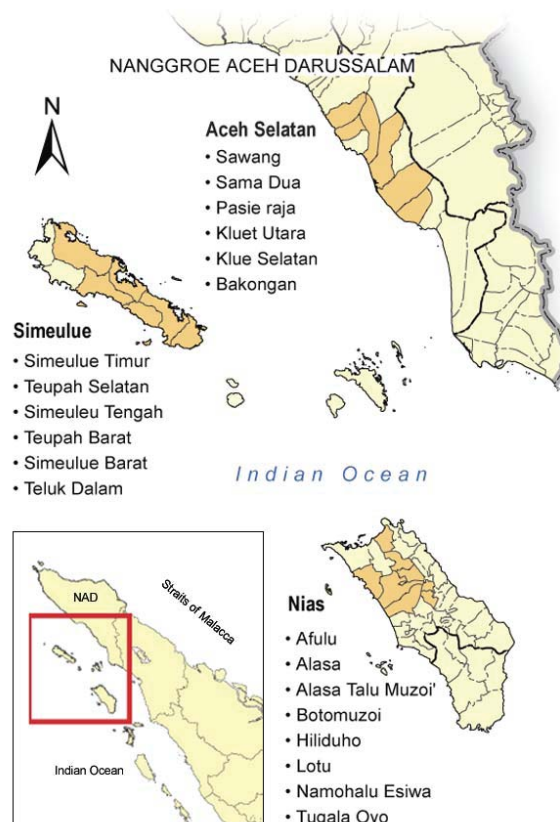 NANGGROE ACEH DARUSSALAM
N
Aceh Selatan
• Sawang
• Sama Dua
• Pasie raja
• Kluet Utara
• Klue Selatan
• Bakongan
Simeulue
• Simeulue Timur
• Teupah Selatan
• Simeuleu Tengah
• Teupah Barat
• Simeulue Barat
• Teluk Dalam
Indian Ocean
NAD
Straits of Malacca
Indian Ocean
Nias
• Afulu
• Alasa
• Alasa Talu Muzoi'
• Botomuzoi
• Hiliduho
• Lotu
• Namohalu Esiwa
• Tugala Oyo